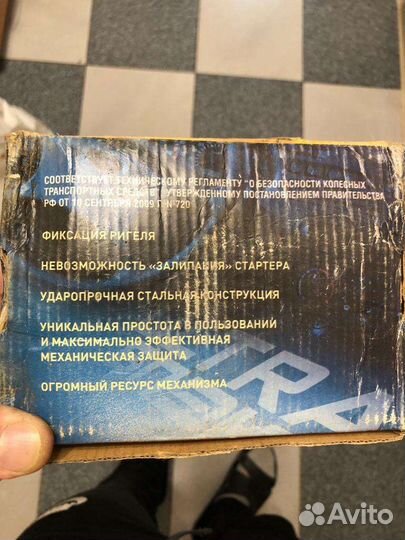 СООТВЕТСТВУЕТ ТЕХНИЧЕСКОМУ РЕГЛАМЕНТУ "О БЕЗОПАСНОСТИ КОЛЕСНЫХ
ТРАНСПОРТНЫХ СРЕДСТВ" УТВЕРЖДЕННОМУ ПОСТАНОВЛЕНИЕМ ПРАВИТЕЛЬСТВА
РФ ОТ 10 СЕНТЯБРЯ 2009 Г. N 720
ФИКСАЦИЯ РИГЕЛЯ
НЕВОЗМОЖНОСТЬ «ЗАЛИПАНИЯ» СТАРТЕРА
УДАРОПРОЧНАЯ СТАЛЬНАЯ КОНСТРУКЦИЯ
УНИКАЛЬНАЯ ПРОСТОТА В ПОЛЬЗОВАНИИ
И МАКСИМАЛЬНО ЭФФЕКТИВНАЯ
МЕХАНИЧЕСКАЯ ЗАЩИТА
ОГРОМНЫЙ РЕСУРС МЕХАНИЗМА
Avito